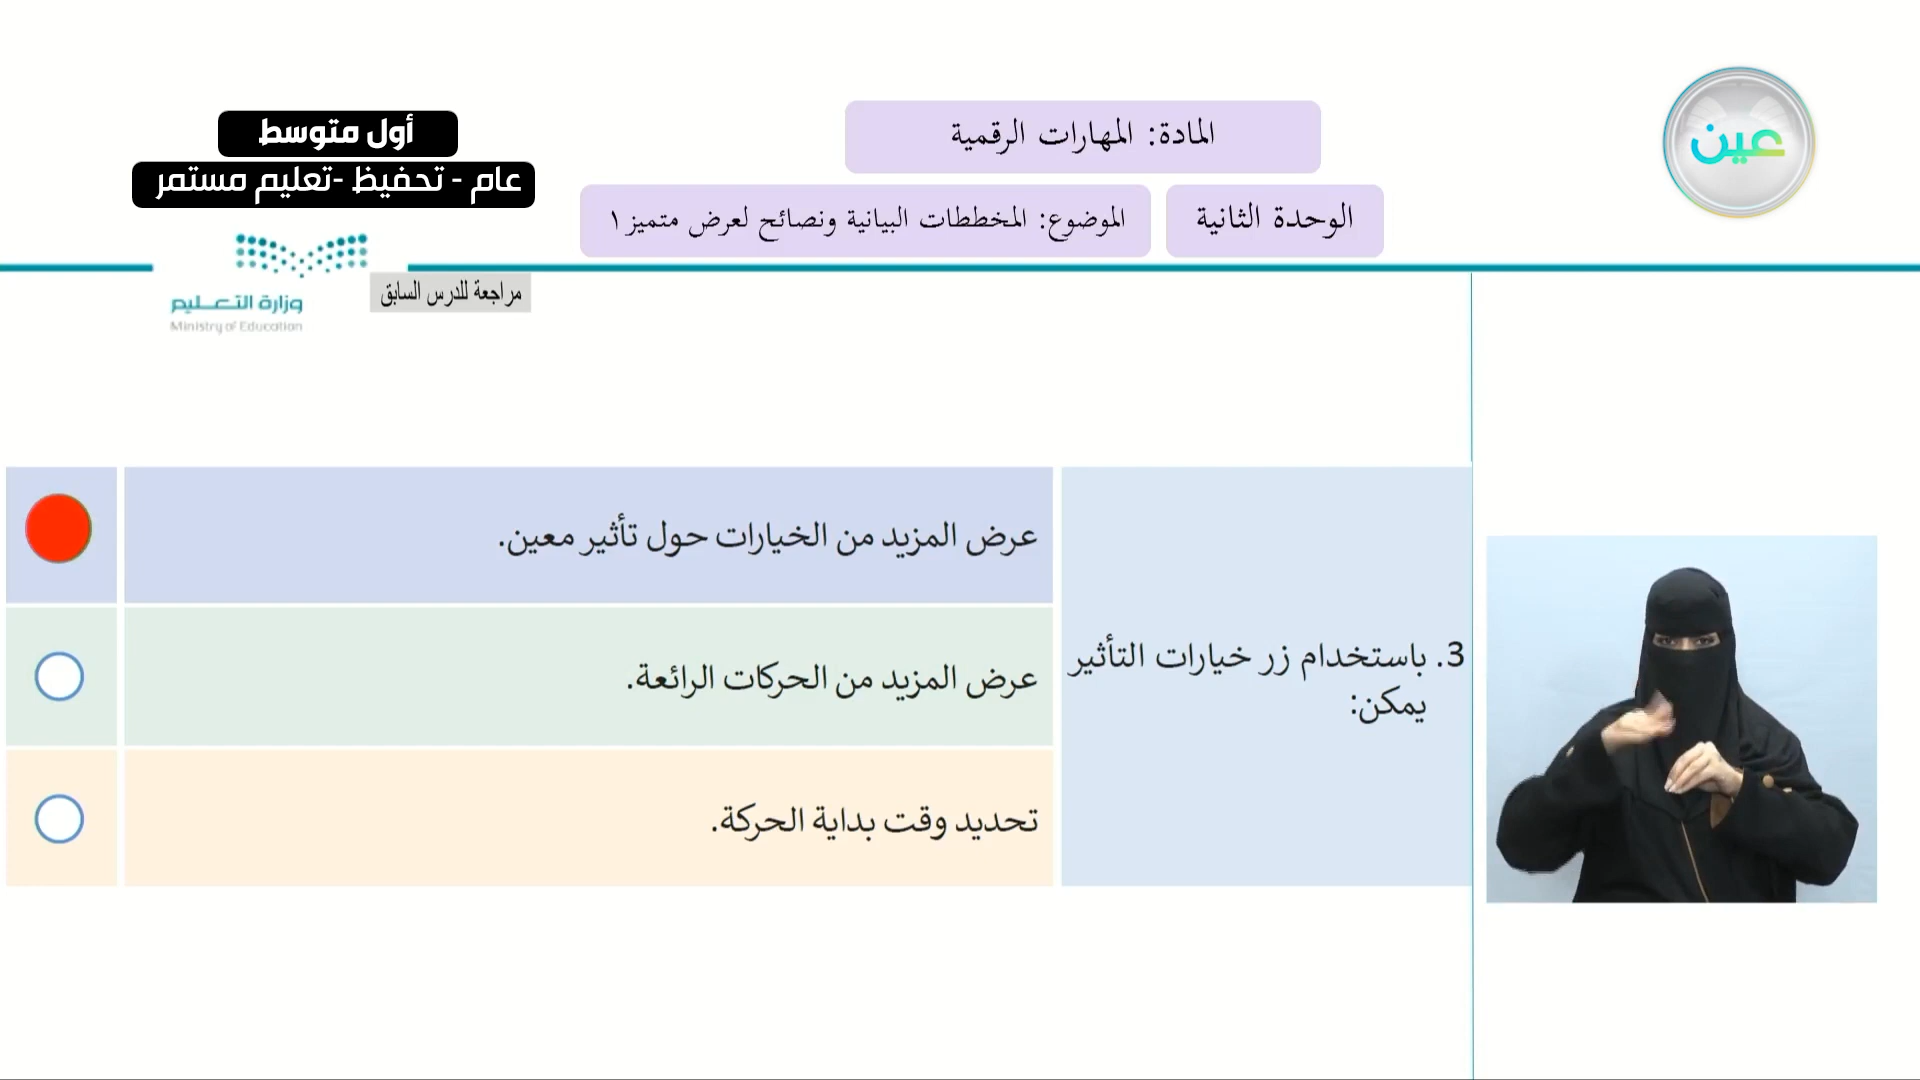 أول متوسط
عام - تحفيظ -تعليم مستمر
المادة: المهارات الرقمية
الوحدة الثانية
الموضوع: المخططات البيانية ونصائح لعرض متميز ١
عين
وزارة التعليم
Ministry of Education
مراجعة للدرس السابق
3. باستخدام زر خيارات التأثير
يمكن:
عرض المزيد من الخيارات حول تأثير معين.
عرض المزيد من الحركات الرائعة.
تحديد وقت بداية الحركة.